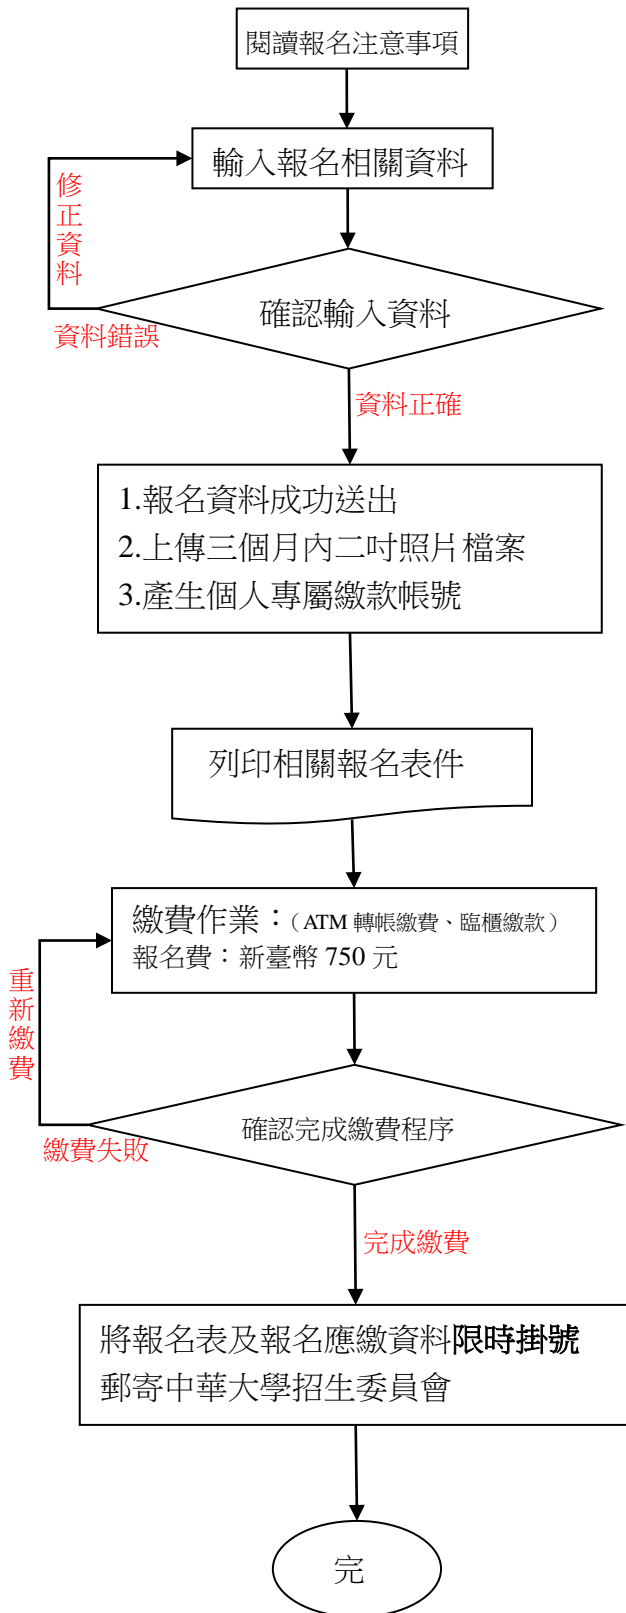 閱讀報名注意事項
輸入報名相關資料
修正資料
確認輸入資料
資料錯誤
資料正確
1.報名資料成功送出
2.上傳三個月內二吋照片檔案
3.產生個人專屬繳款帳號
列印相關報名表件
繳費作業：（ATM 轉帳繳費、臨櫃繳款）
報名費：新臺幣 750 元
重新繳費
確認完成繳費程序
繳費失敗
完成繳費
將報名表及報名應繳資料限時掛號
郵寄中華大學招生委員會
完